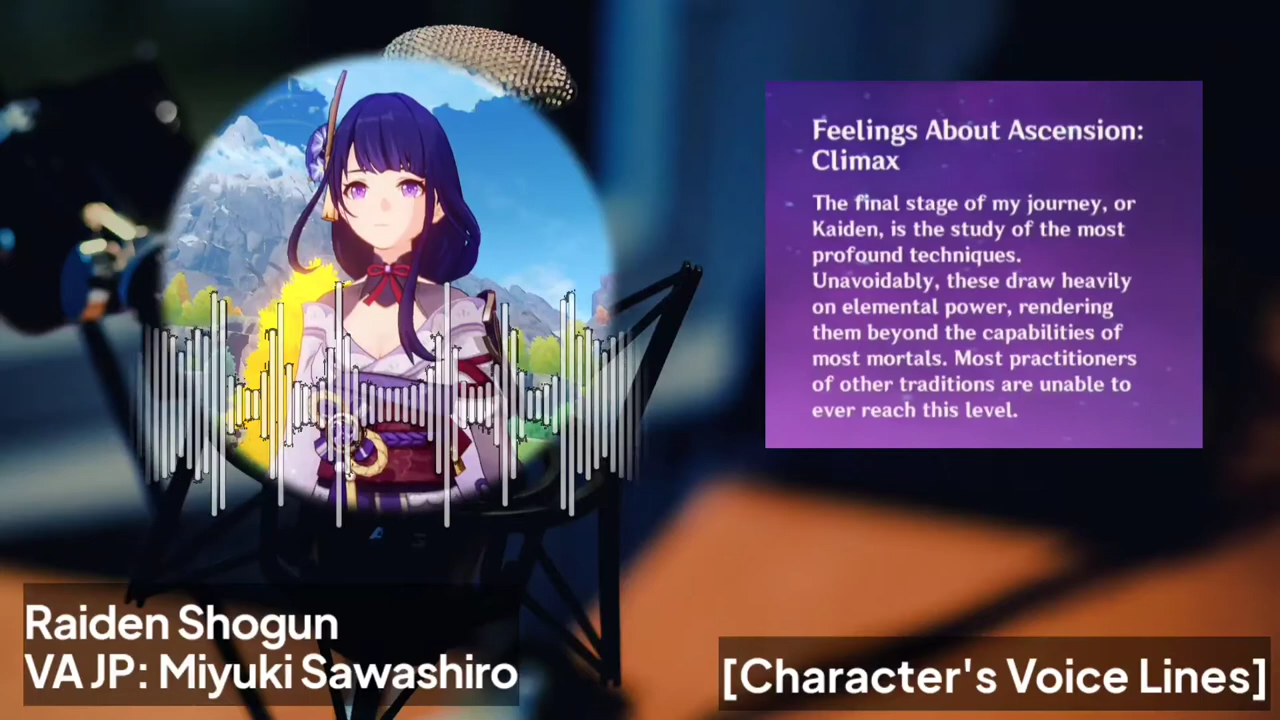 Feelings About Ascension:
Climax
The final stage of my journey, or
Kaiden, is the study of the most
profound techniques.
Unavoidably, these draw heavily
on elemental power, rendering
them beyond the capabilities of
most mortals. Most practitioners
of other traditions are unable to
ever reach this level.
Raiden Shogun
VA JP: Miyuki Sawashiro
[Character's Voice Lines]